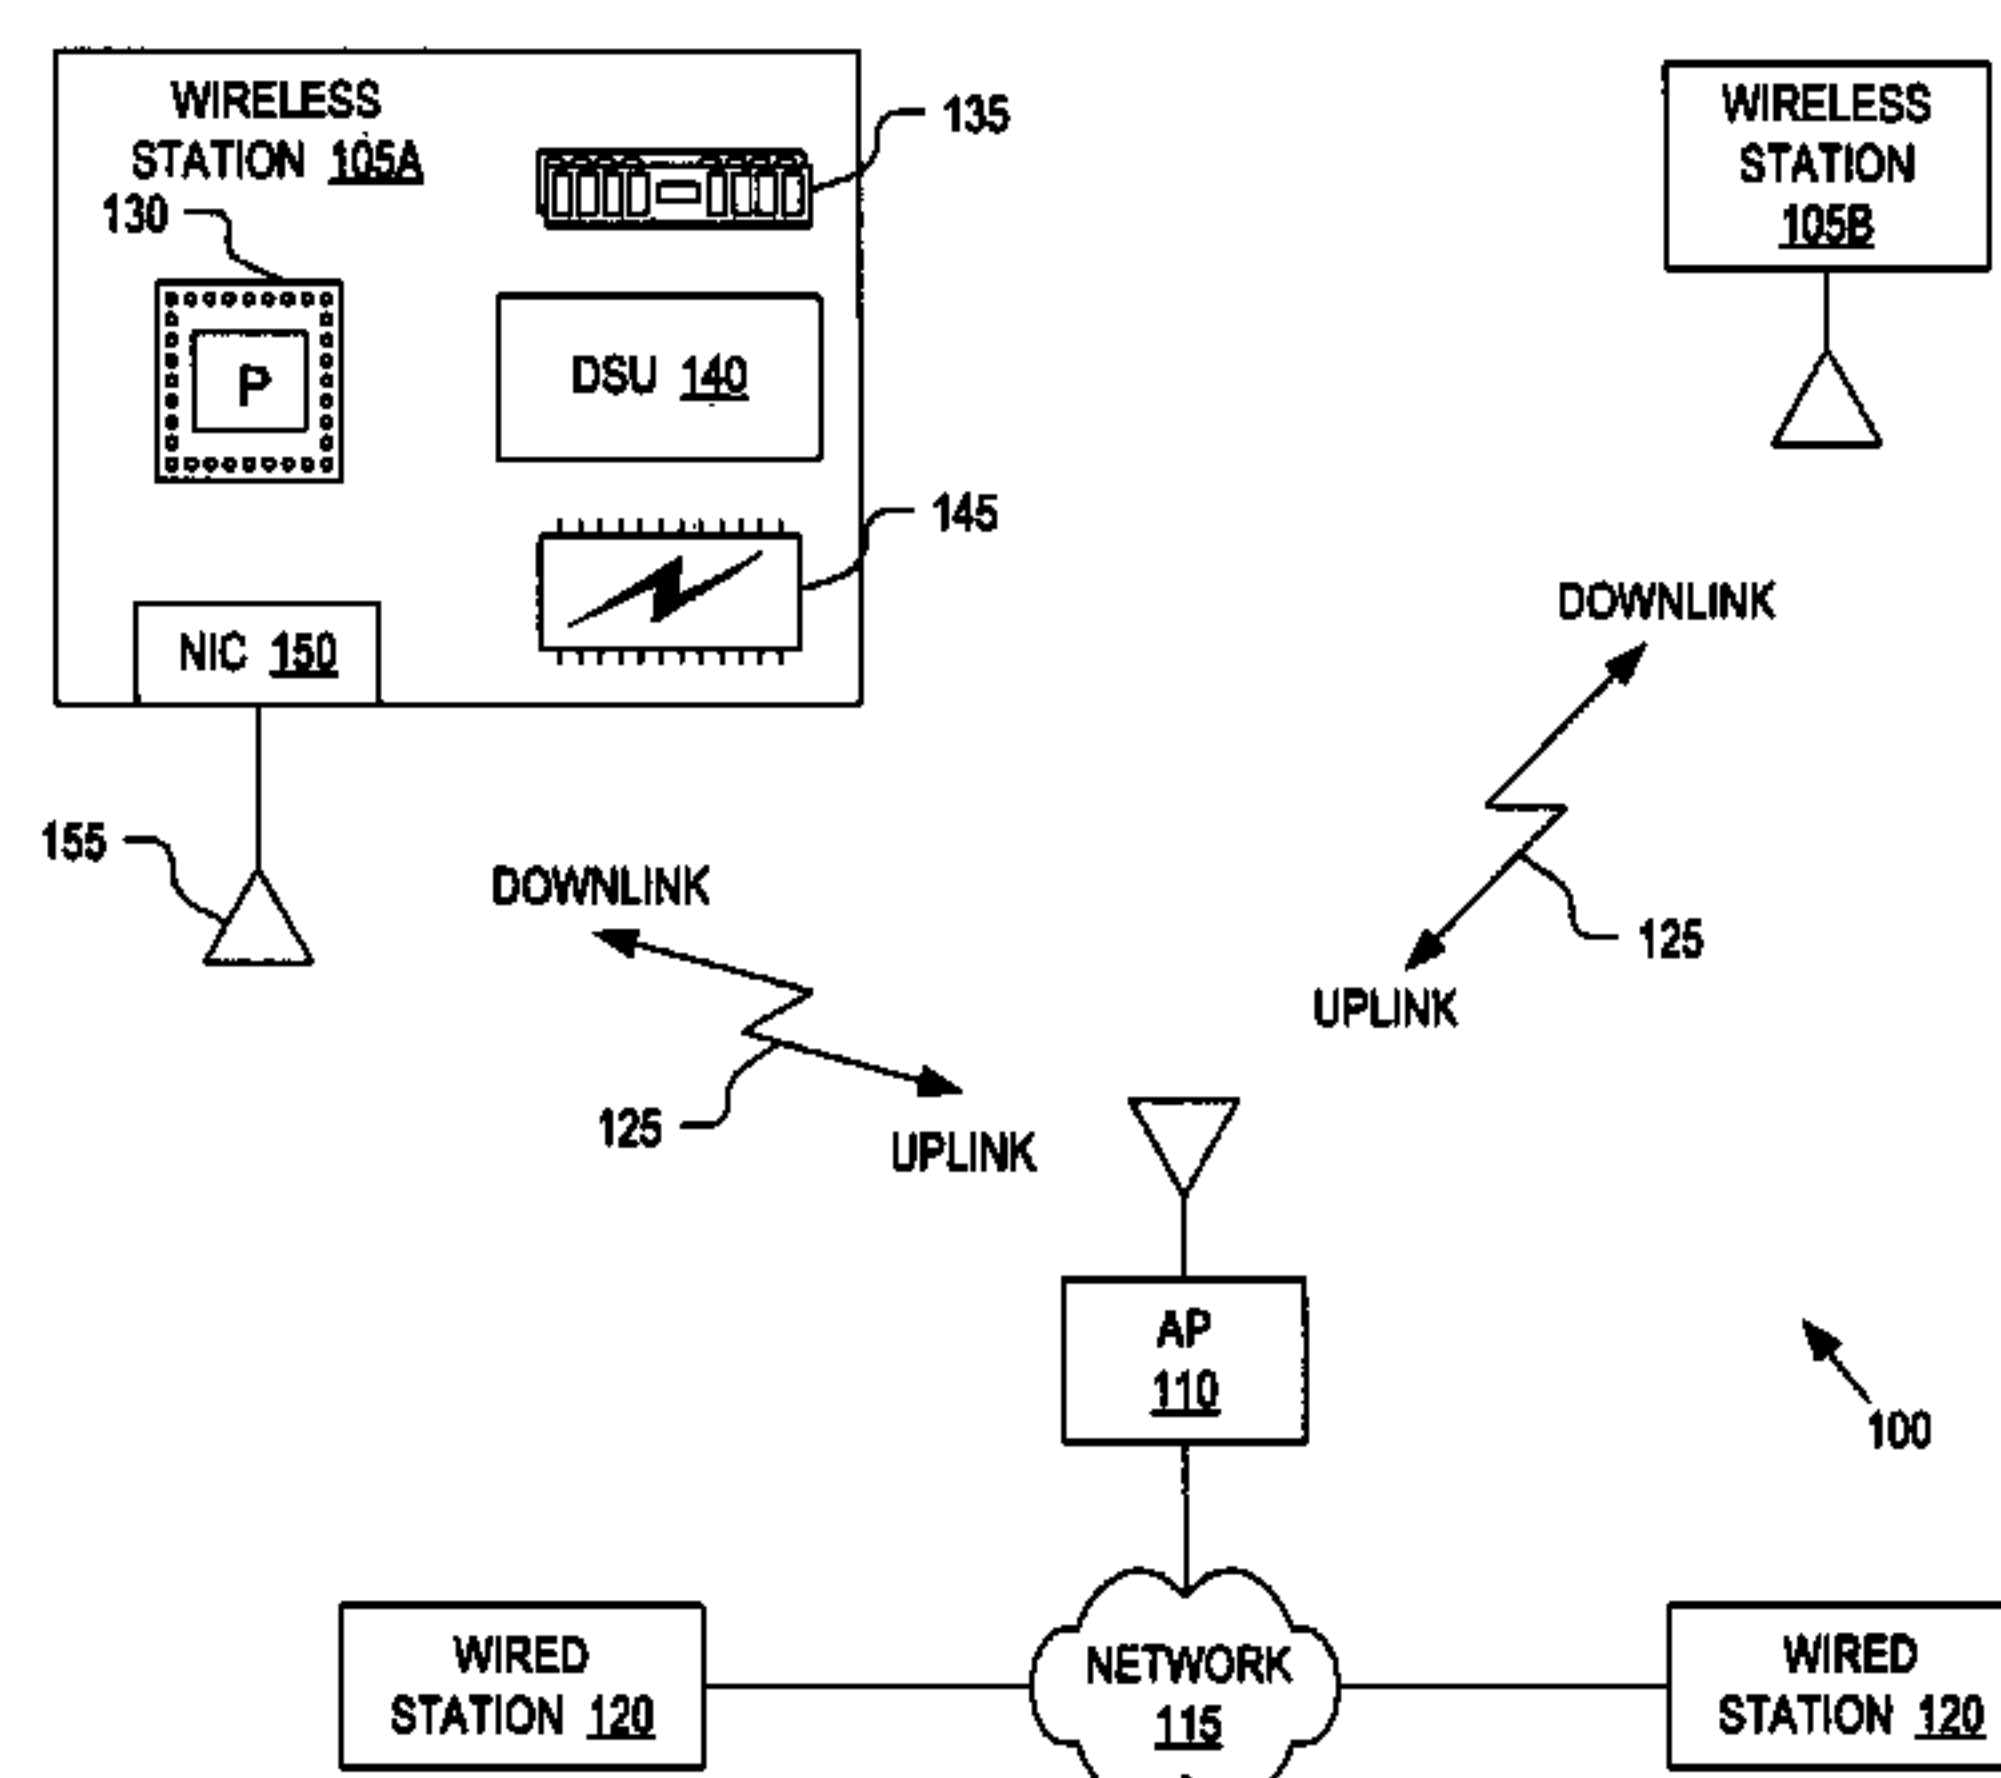 WIRELESS
STATION 105A
130
135
P
DSU 140
145
NIC 150
155
WIRELESS
STATION
105B
DOWNLINK
125
UPLINK
DOWNLINK
125
UPLINK
AP
110
100
WIRED
STATION 120
NETWORK
115
WIRED
STATION 120